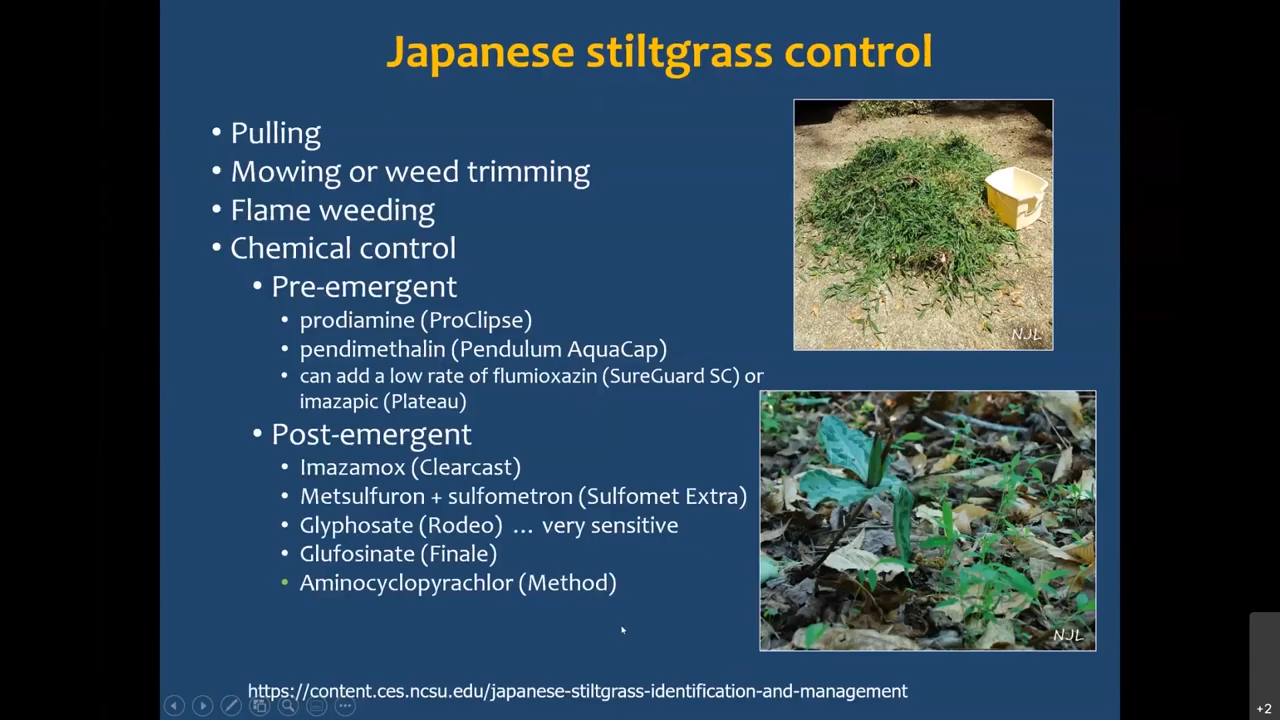 Japanese stiltgrass control
• Pulling
• Mowing or weed trimming
• Flame weeding
• Chemical control
• Pre-emergent
• prodiamine (ProClipse)
• pendimethalin (Pendulum AquaCap)
• can add a low rate of flumioxazin (SureGuard SC) or
imazapic (Plateau)
• Post-emergent
• Imazamox (Clearcast)
• Metsulfuron + sulfometron (Sulfomet Extra)
• Glyphosate (Rodeo) … very sensitive
• Glufosinate (Finale)
• Aminocyclopyrachlor (Method)
NJL
NJL
https://content.ces.ncsu.edu/japanese-stiltgrass-identification-and-management
+2